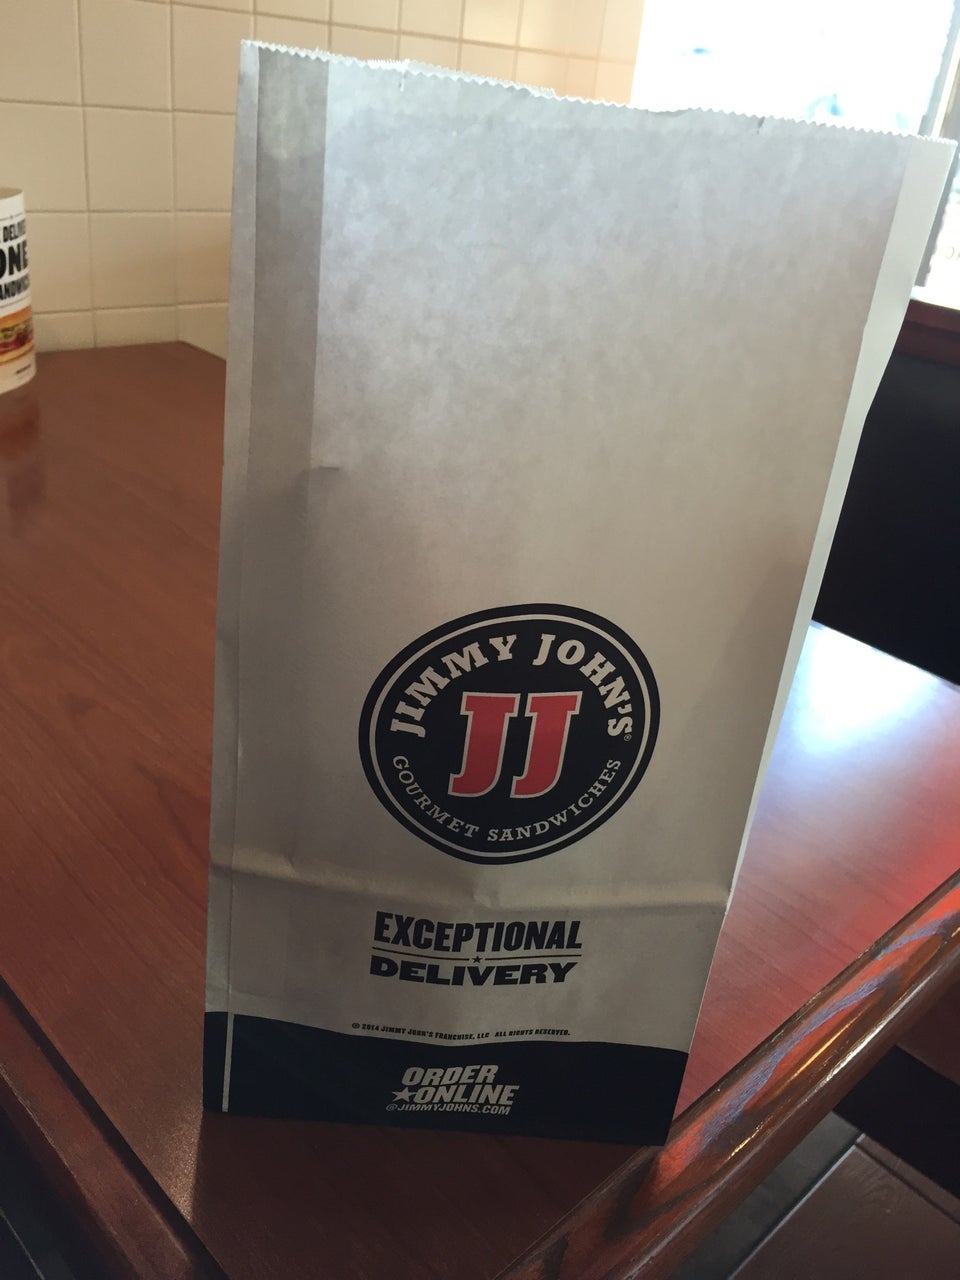 JIMMY JOHN'S®
JJ
GOURMET SANDWICHES
EXCEPTIONAL
DELIVERY
© 2014 JIMMY JOHN'S FRANCHISE, LLC ALL RIGHTS RESERVED.
ORDER
ONLINE
@JIMMYJOHNS.COM